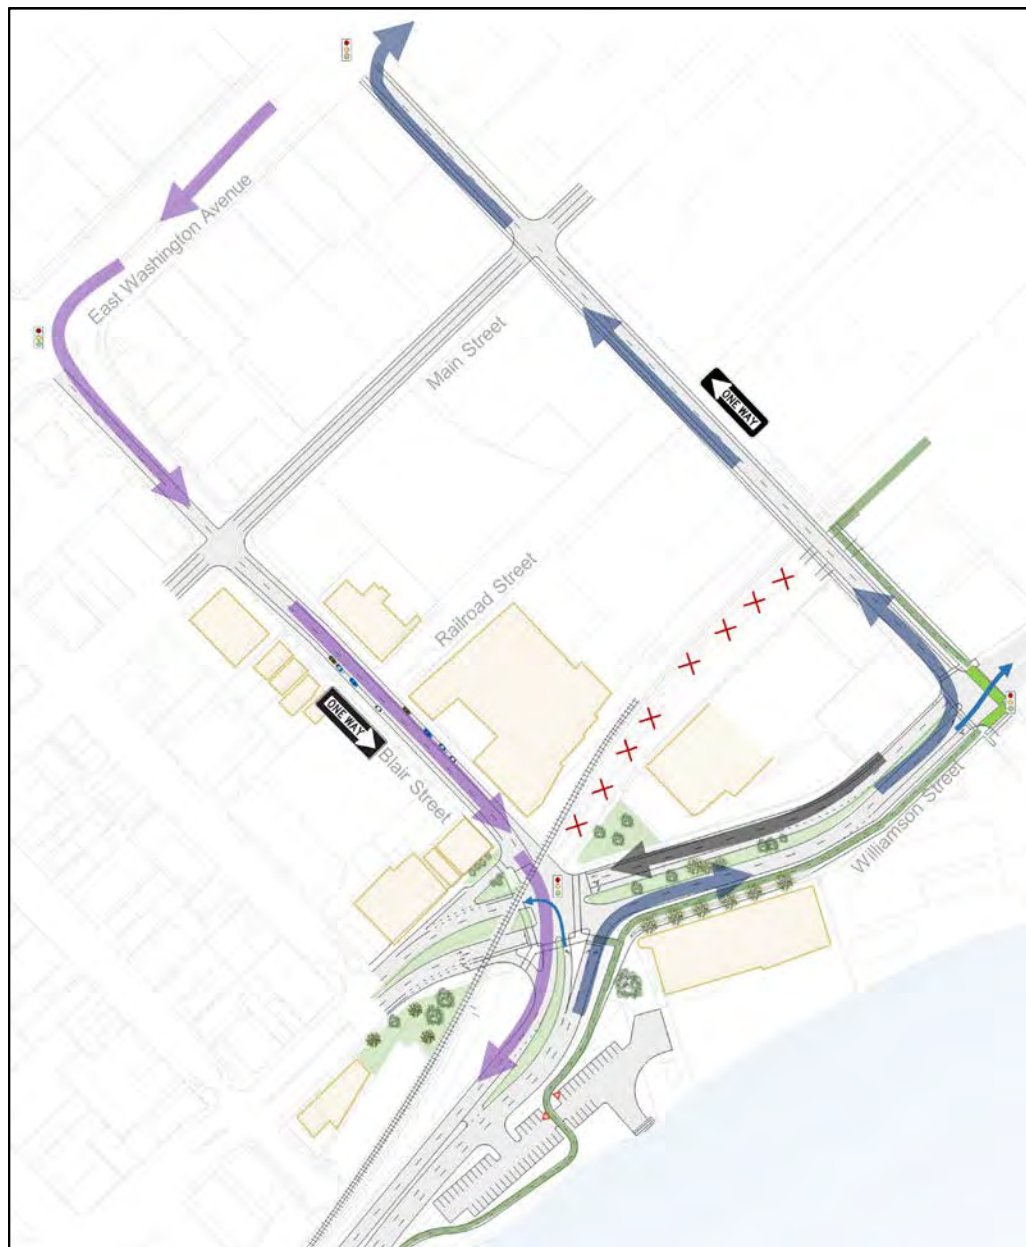 East Washington Avenue
Main Street
ONE WAY
Railroad Street
ONE WAY
Blair Street
Williamson Street